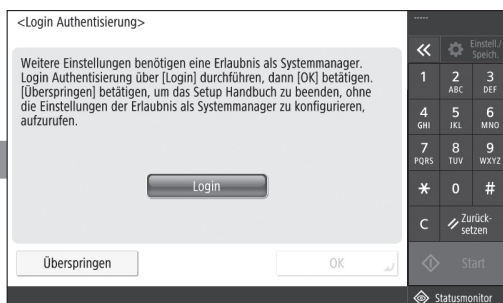 <Login Authentisierung>
Weitere Einstellungen benötigen eine Erlaubnis als Systemmanager.
Login Authentisierung über [Login] durchführen, dann [OK] betätigen.
[Überspringen] betätigen, um das Setup Handbuch zu beenden, ohne
die Einstellungen der Erlaubnis als Systemmanager zu konfigurieren,
aufzurufen.
Login
Überspringen
OK
-----
Einstell./
Speich.
1
2
ABC
3
DEF
4
GHI
5
JKL
6
MNO
7
PQRS
8
TUV
9
WXYZ
*
0
#
C
Zurück-
setzen
Start
Statusmonitor